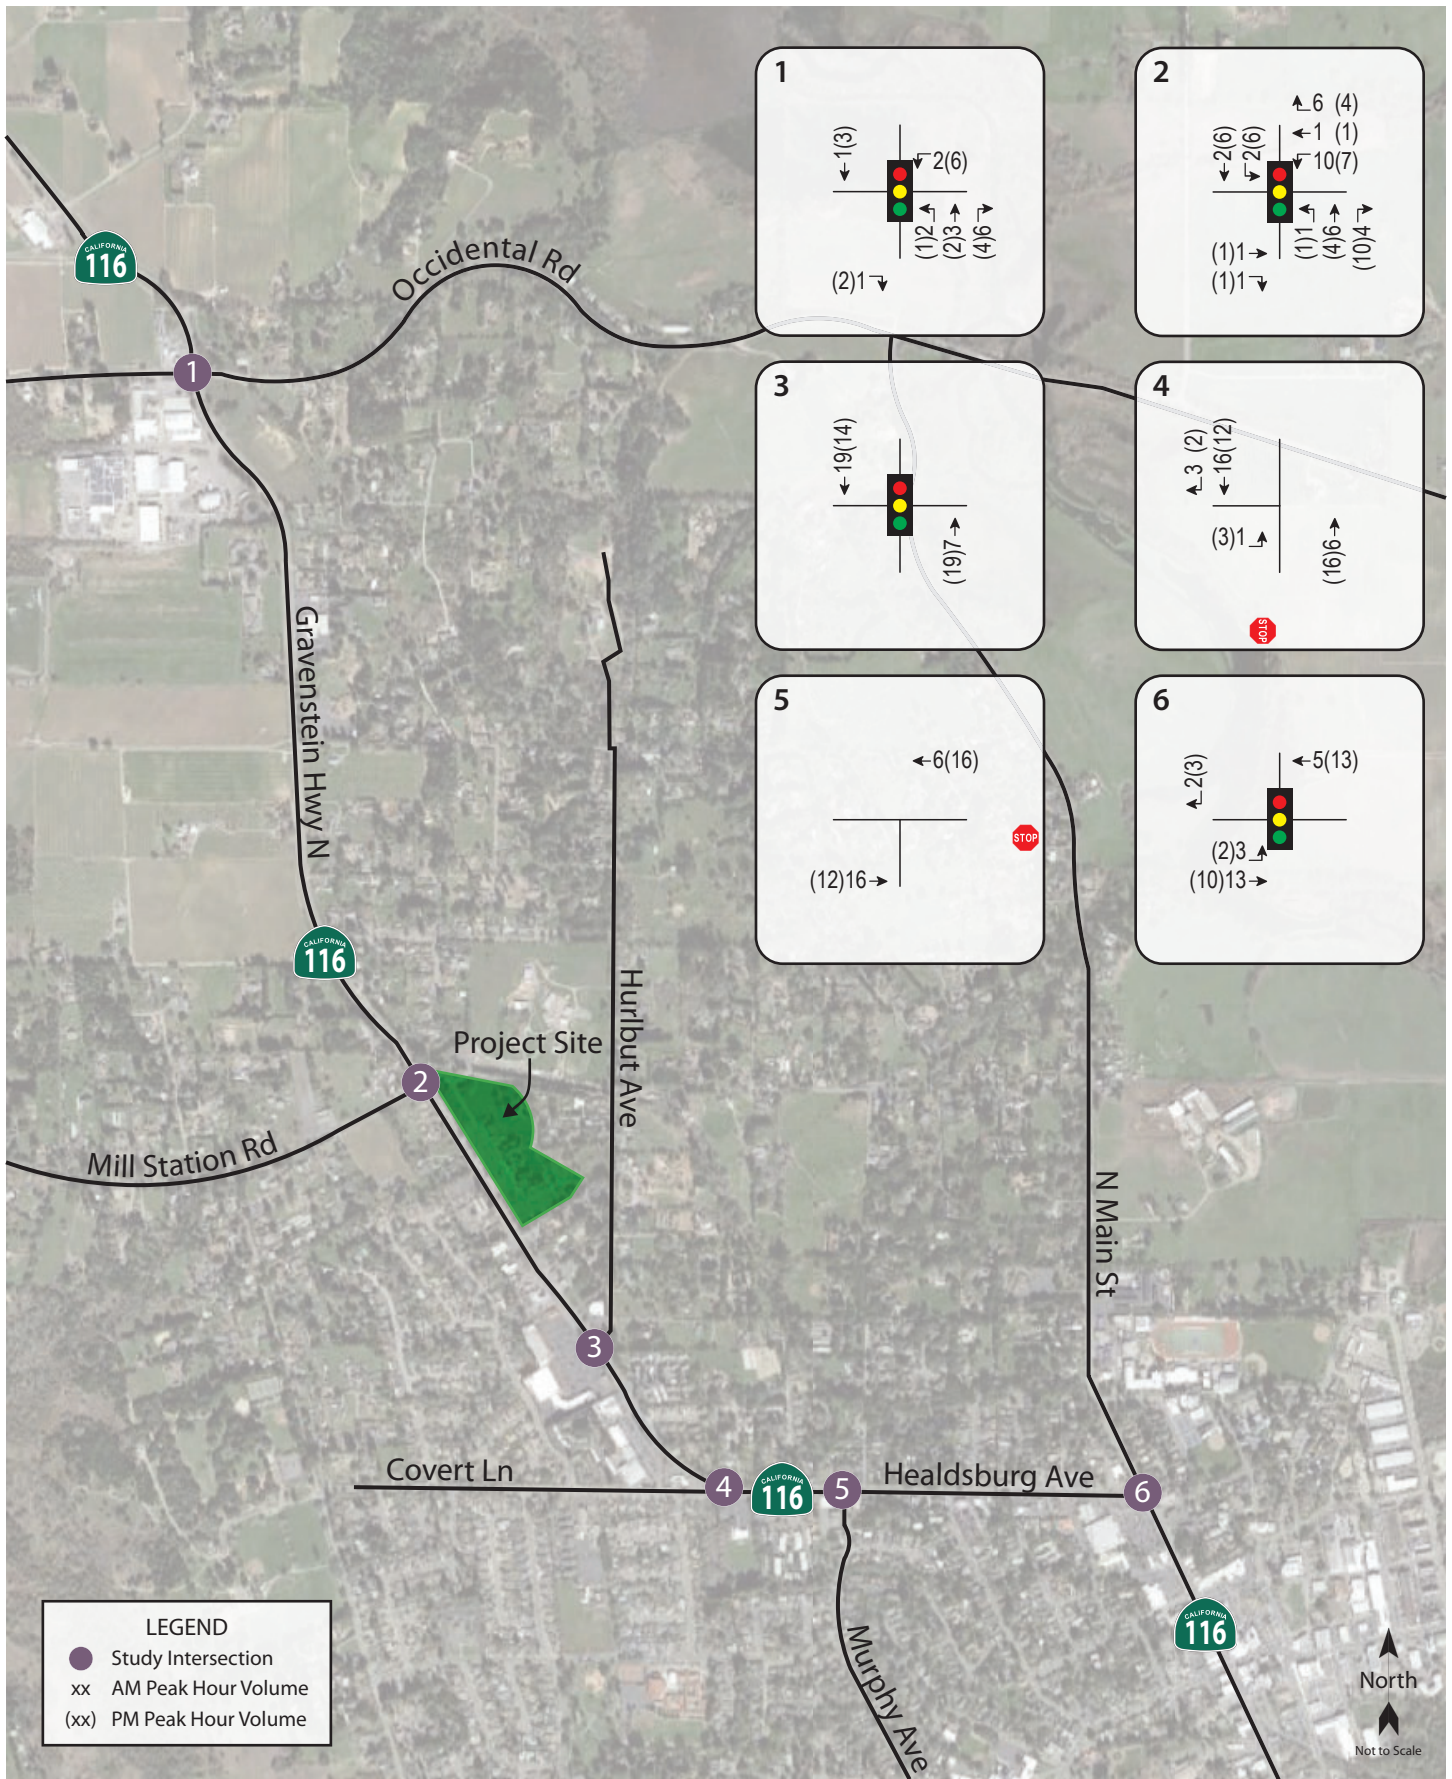 1
1(3)
2(6)
(1)2
(2)3
(4)6
(2)1
2
6 (4)
1 (1)
10(7)
2(6)
2(6)
(1)1
(4)6
(10)4
(1)1
(1)1
3
19(14)
(19)7
4
3 (2)
16(12)
(3)1
(16)6
STOP
5
6(16)
(12)16
STOP
6
2(3)
5(13)
(2)3
(10)13
CALIFORNIA
116
Occidental Rd
1
Gravenstein Hwy N
CALIFORNIA
116
Hurlbut Ave
Project Site
2
Mill Station Rd
N Main St
3
Covert Ln
4
CALIFORNIA
116
5
Healdsburg Ave
6
CALIFORNIA
116
Murphy Ave
LEGEND
Study Intersection
xx AM Peak Hour Volume
(xx) PM Peak Hour Volume
North
Not to Scale